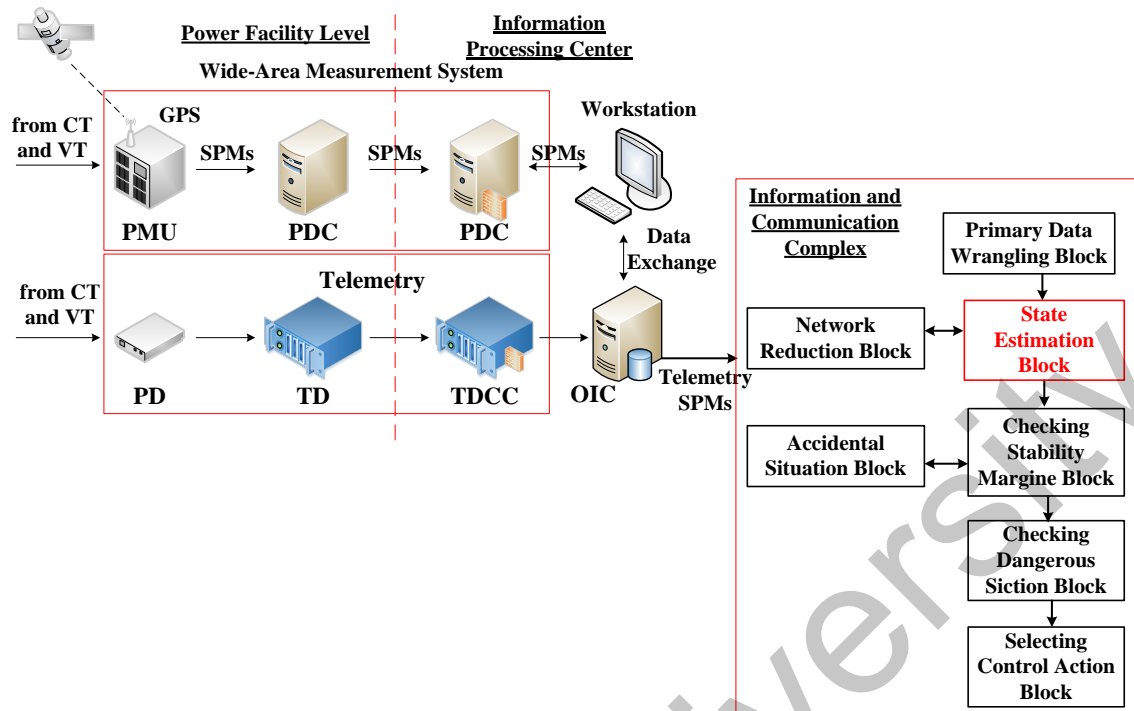 Power Facility Level
Information
Processing Center
Wide-Area Measurement System
GPS
from CT
and VT
SPMs
SPMs
SPMs
Workstation
PMU
PDC
PDC
Data
Exchange
Telemetry
from CT
and VT
PD
TD
TDCC
OIC
Telemetry
SPMs
Information and
Communication
Complex
Primary Data
Wrangling Block
Network
Reduction Block
State
Estimation
Block
Accidental
Situation Block
Checking
Stability
Margine Block
Checking
Dangerous
Siction Block
Selecting
Control Action
Block
versity